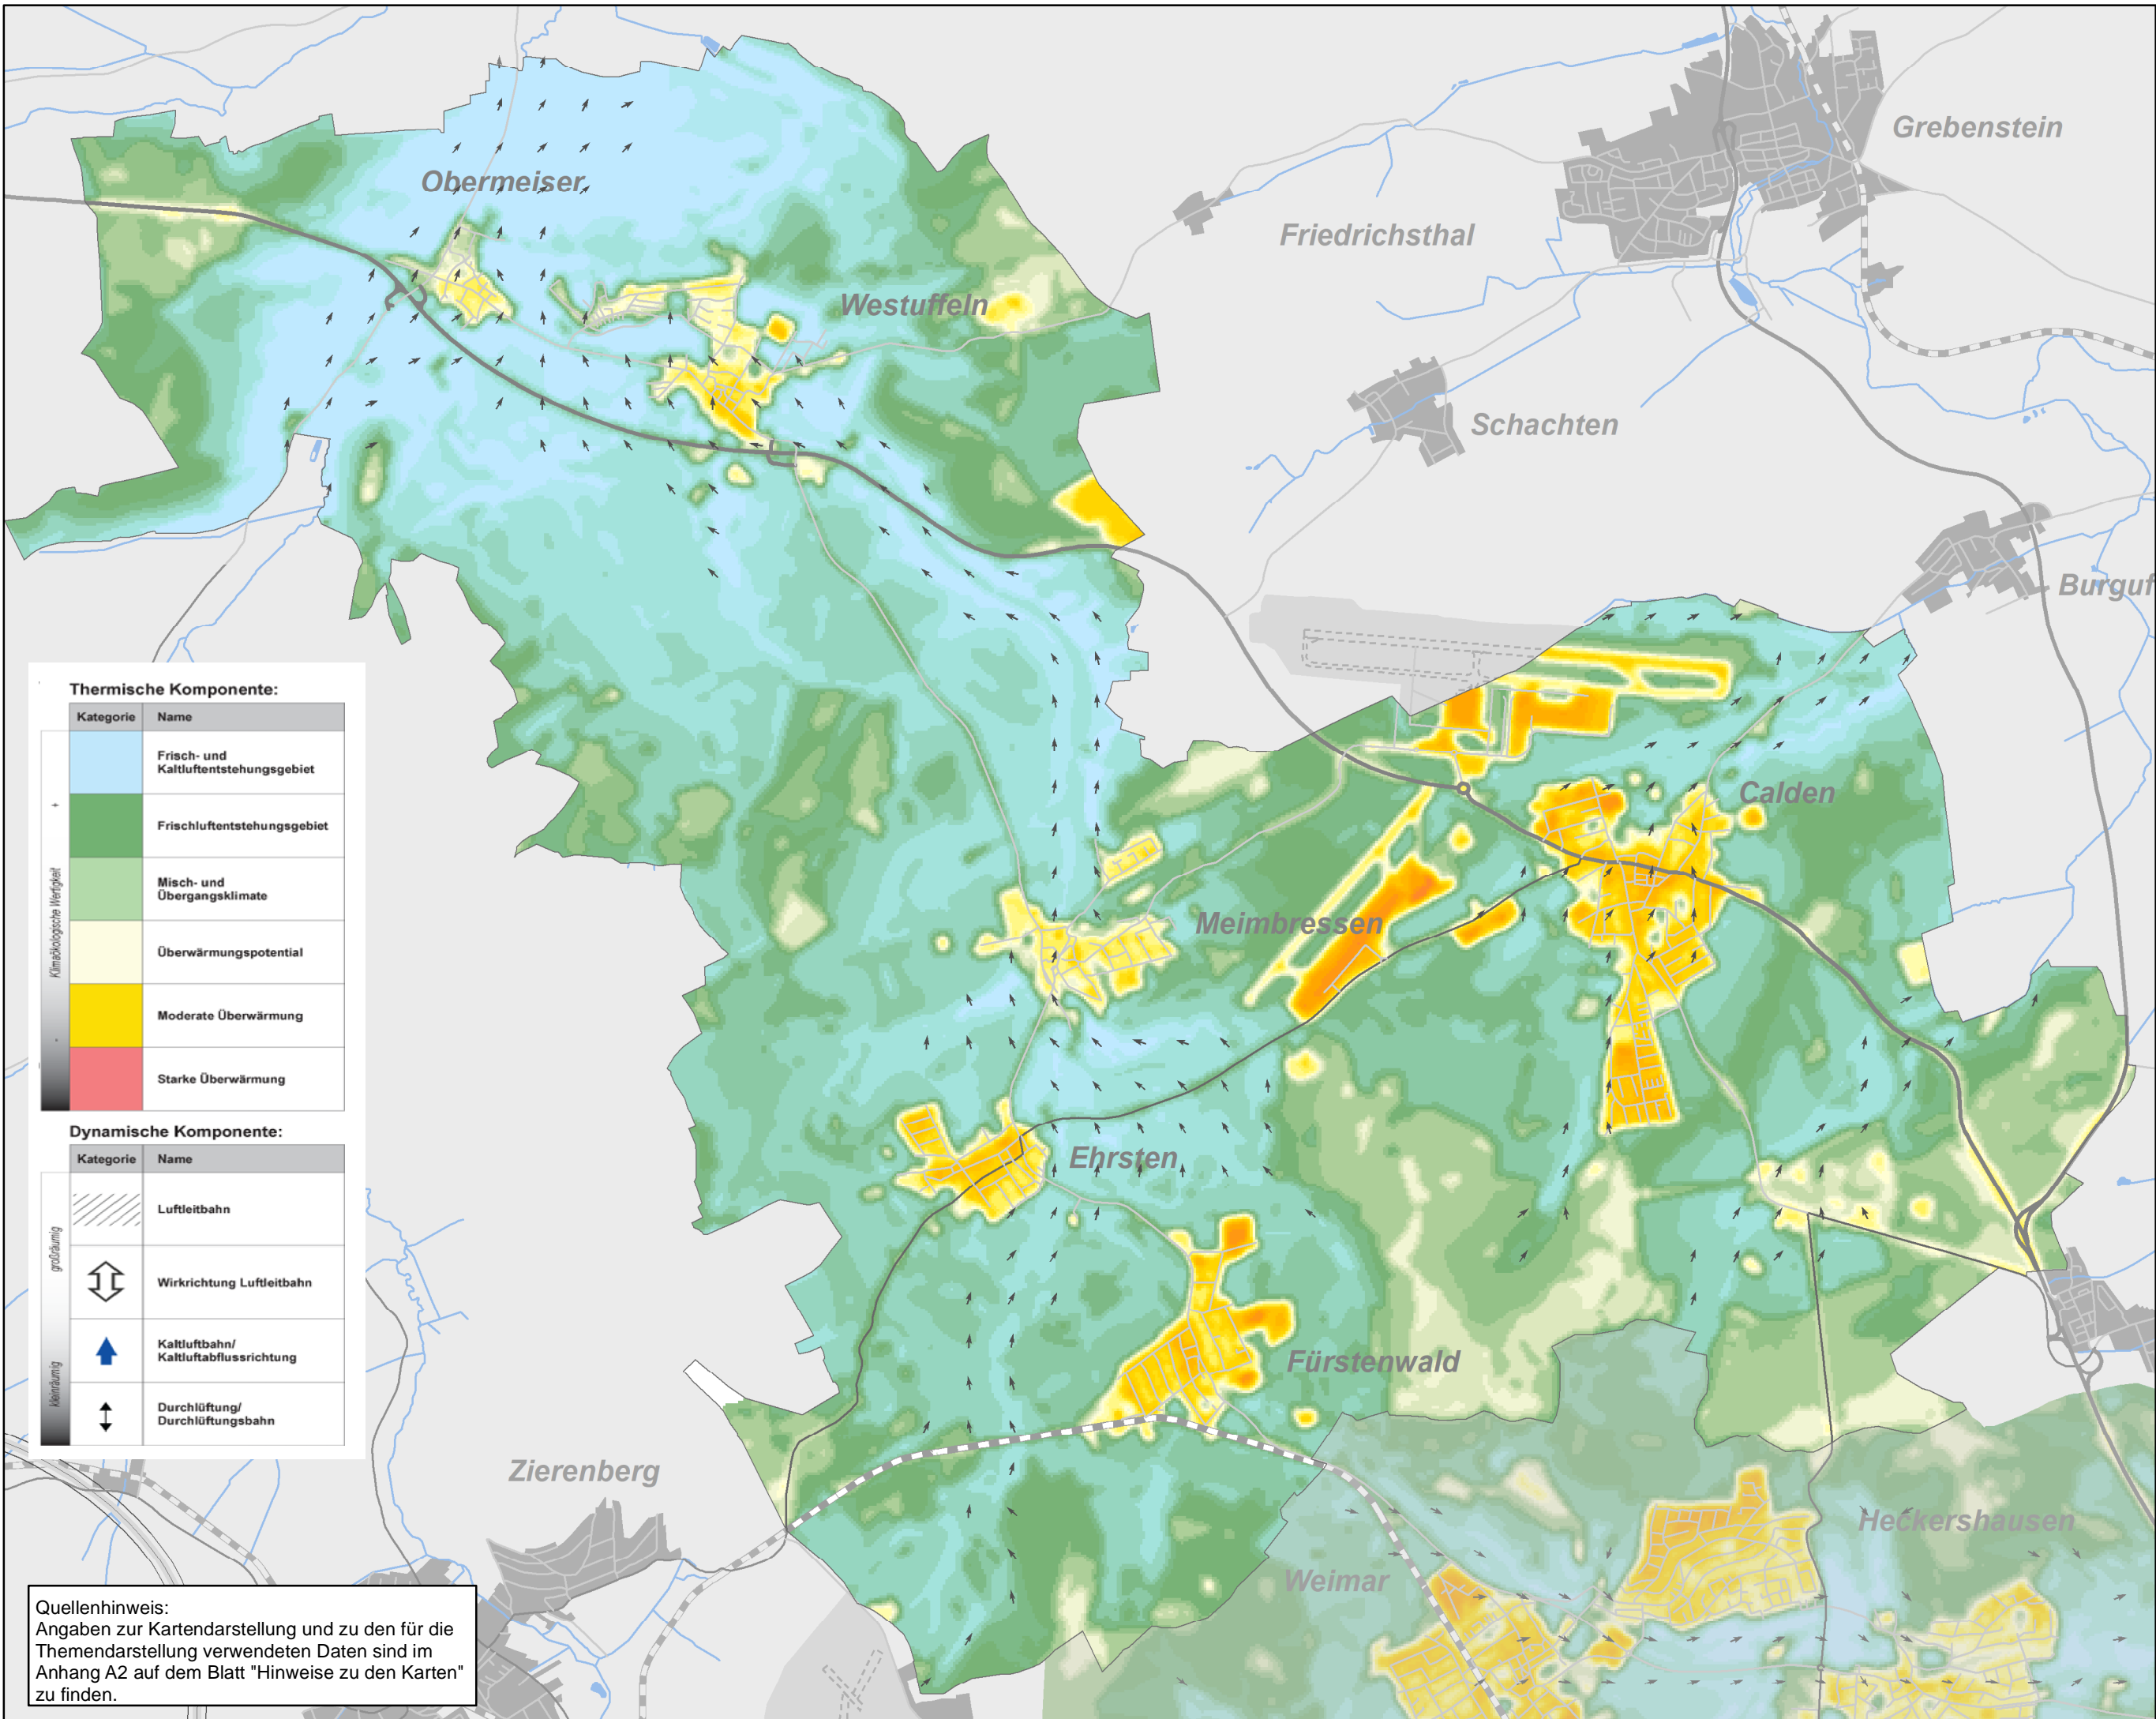 Grebenstein
Obermeiser
Friedrichsthal
Westuffeln
Schachten
Burguf
Calden
Meimbressen
Ehrsten
Fürstenwald
Zierenberg
Heckershausen
Weimar
Thermische Komponente:
Kategorie Name
Frisch- und
Kaltluftentstehungsgebiet
Frischluftentstehungsgebiet
Misch- und
Übergangsklimate
Überwärmungspotential
Moderate Überwärmung
Starke Überwärmung
+
Klimaökologische Wertigkeit
-
Dynamische Komponente:
Kategorie Name
Luftleitbahn
Wirkrichtung Luftleitbahn
Kaltluftbahn/
Kaltluftabflussrichtung
Durchlüftung/
Durchlüftungsbahn
großräumig
kleinräumig
Quellenhinweis:
Angaben zur Kartendarstellung und zu den für die
Themendarstellung verwendeten Daten sind im
Anhang A2 auf dem Blatt "Hinweise zu den Karten"
zu finden.